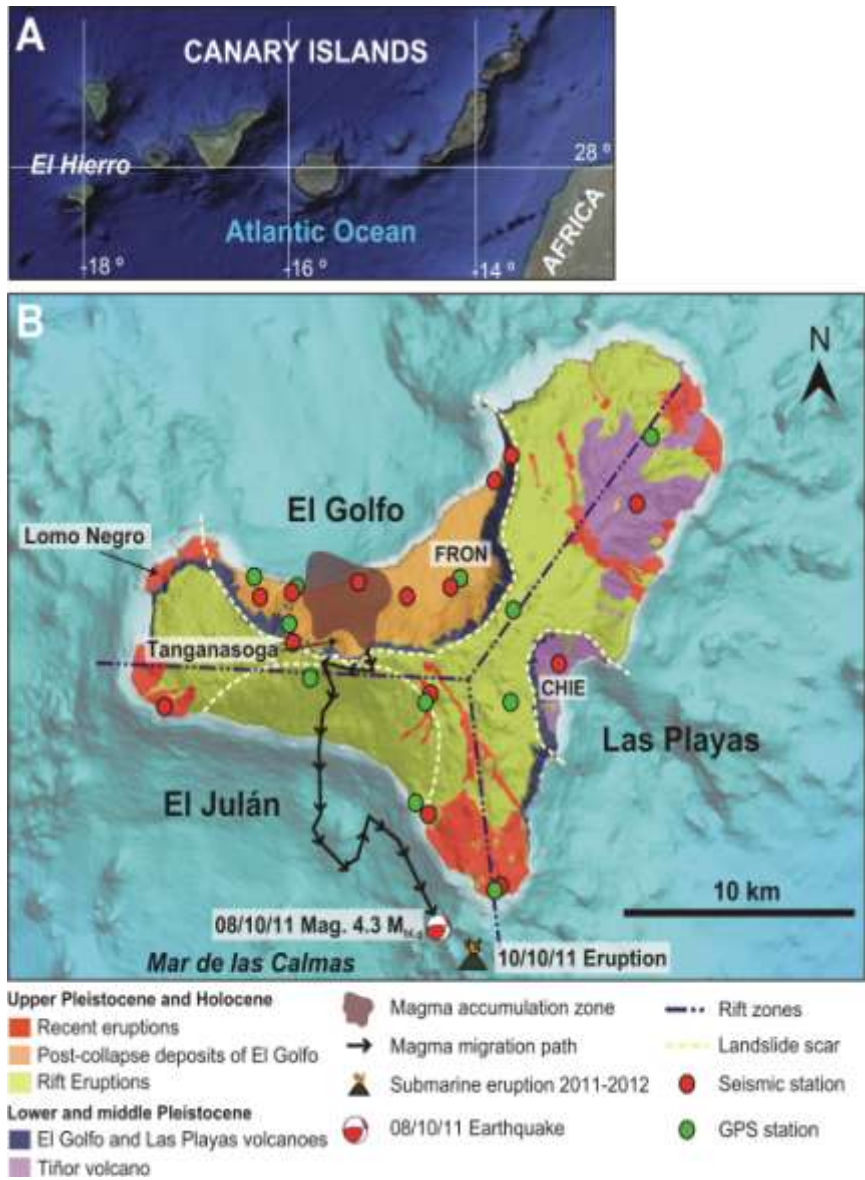 A
CANARY ISLANDS
El Hierro
28 º
Atlantic Ocean
AFRICA
-18 º
-16 º
-14 º
B
N
El Golfo
Lomo Negro
FRON
Tanganasoga
CHIE
Las Playas
El Julán
10 km
08/10/11 Mag. 4.3 M
10/10/11 Eruption
Mar de las Calmas
Upper Pleistocene and Holocene
Recent eruptions
Post-collapse deposits of El Golfo
Rift Eruptions
Lower and middle Pleistocene
El Golfo and Las Playas volcanoes
Tiñor volcano
Magma accumulation zone
Magma migration path
Submarine eruption 2011-2012
08/10/11 Earthquake
Rift zones
Landslide scar
Seismic station
GPS station